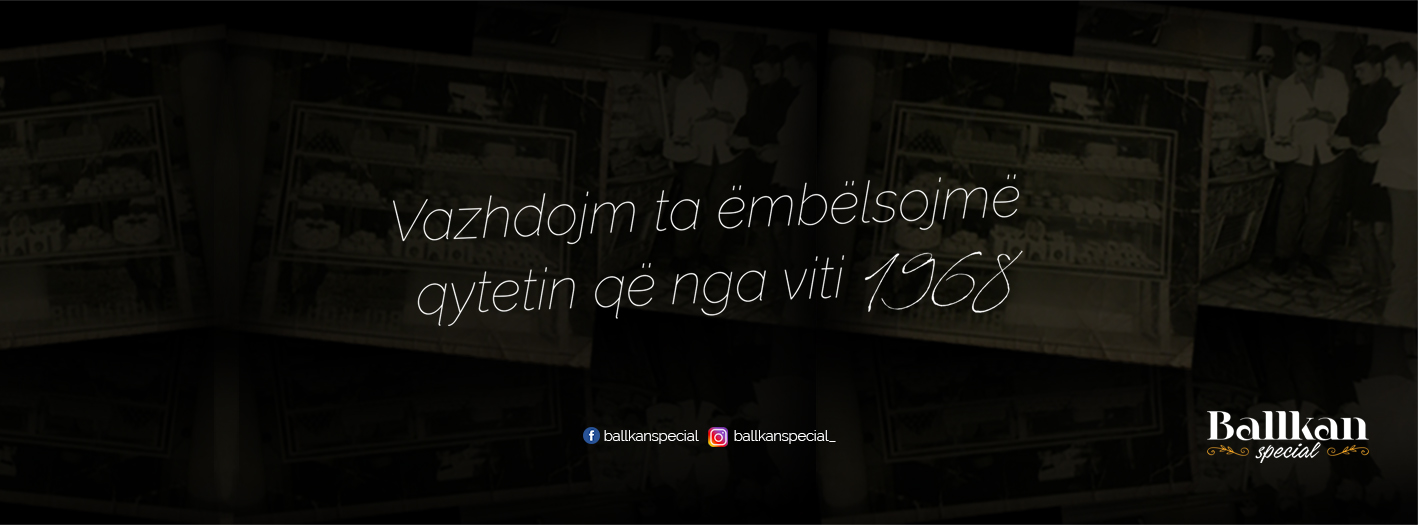 Vazhdojm ta ëmbëlsojmë
qytetin që nga viti 1968
ballkanspecial ballkanspecial_
Ballkan
special